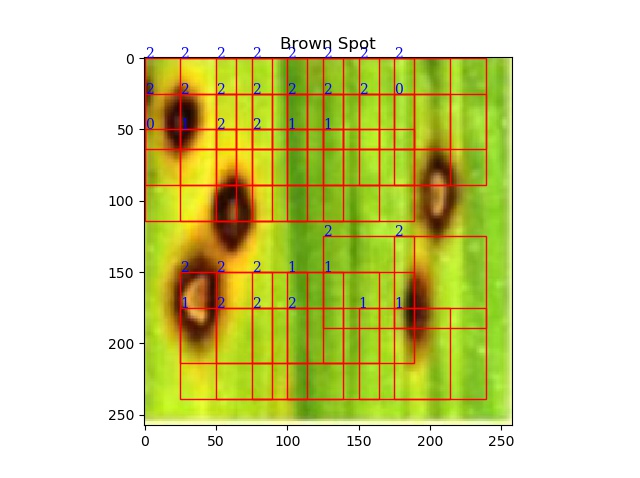 Brown Spot
2 2 2 2 2 2 2 2
0
2 2 2 2 2 2 2 0
50
0 1 2 2 1 1
100
2 2
150
2 2 2 1 1
1 2 2 2 1 1
200
250
0 50 100 150 200 250